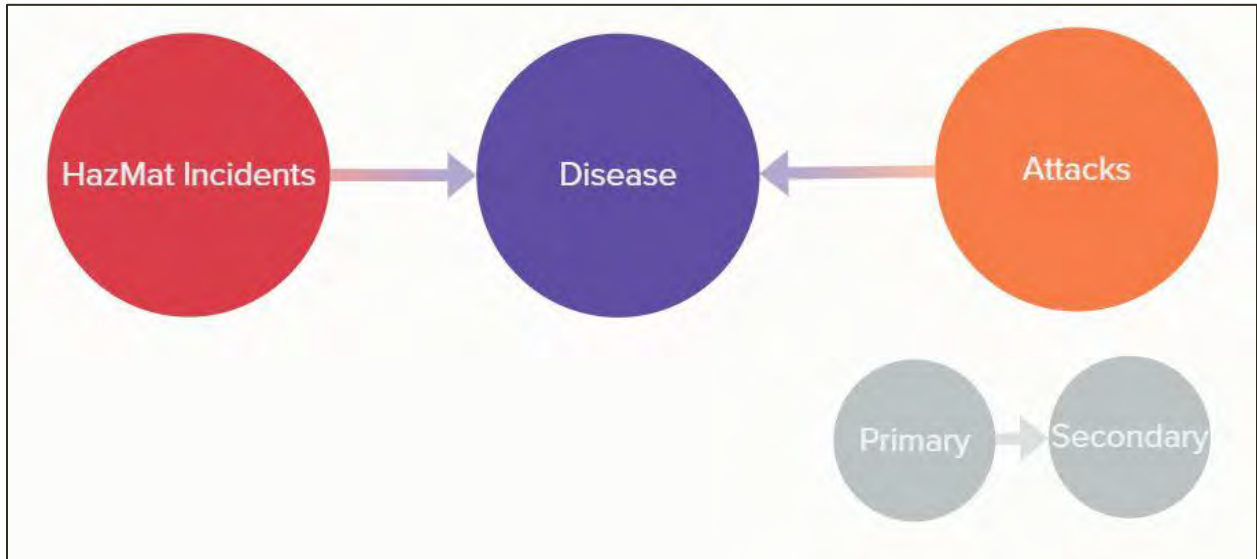 HazMat Incidents
Disease
Attacks
Primary
Secondary